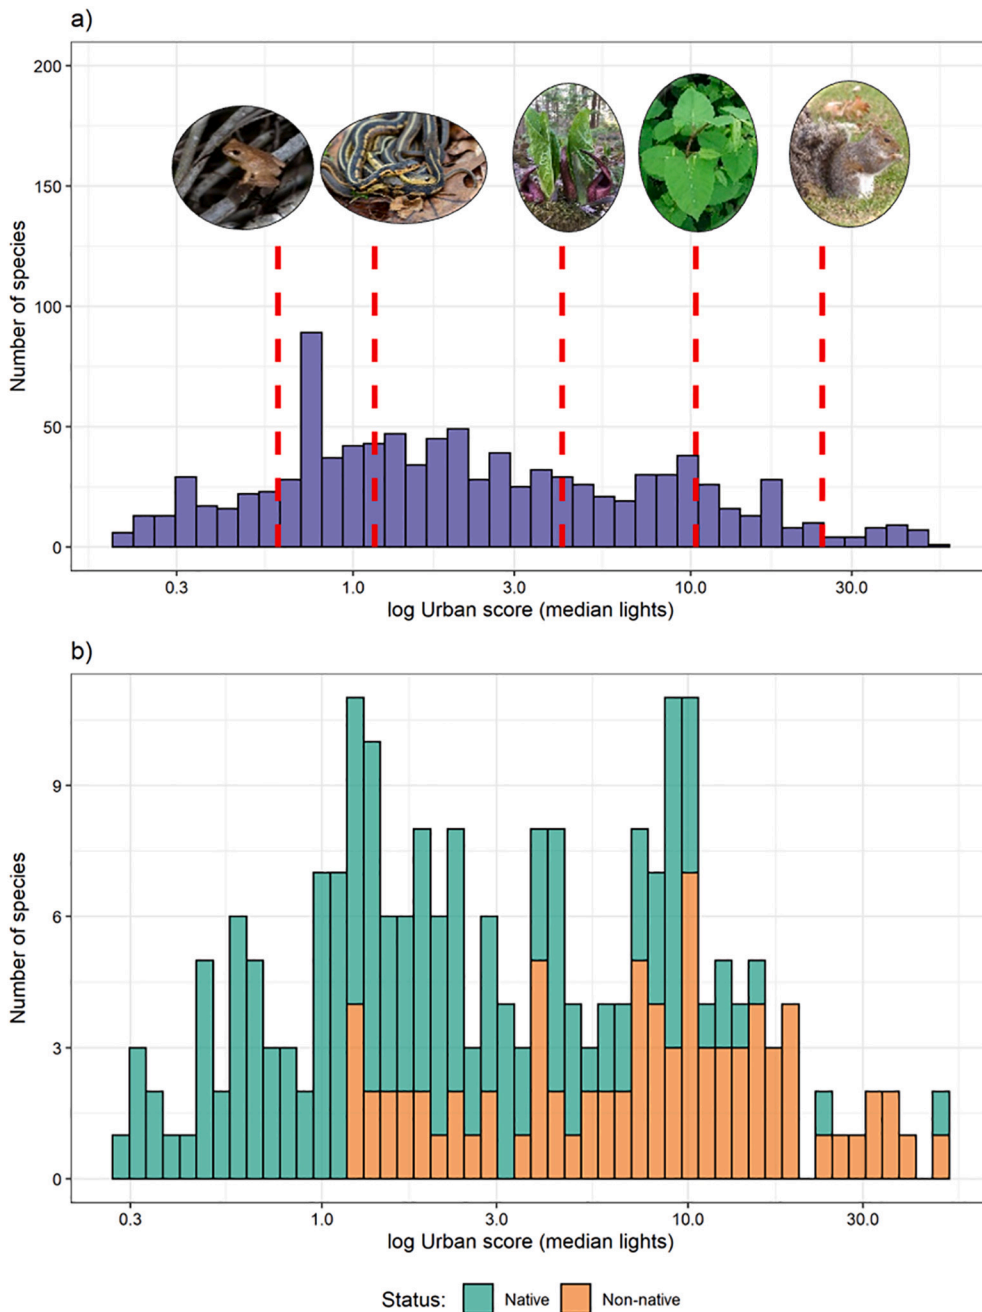 a)
200
150
100
50
0
Number of species
0.3 1.0 3.0 10.0 30.0
log Urban score (median lights)
b)
9
6
3
0
Number of species
0.3 1.0 3.0 10.0 30.0
log Urban score (median lights)
Status: Native Non-native